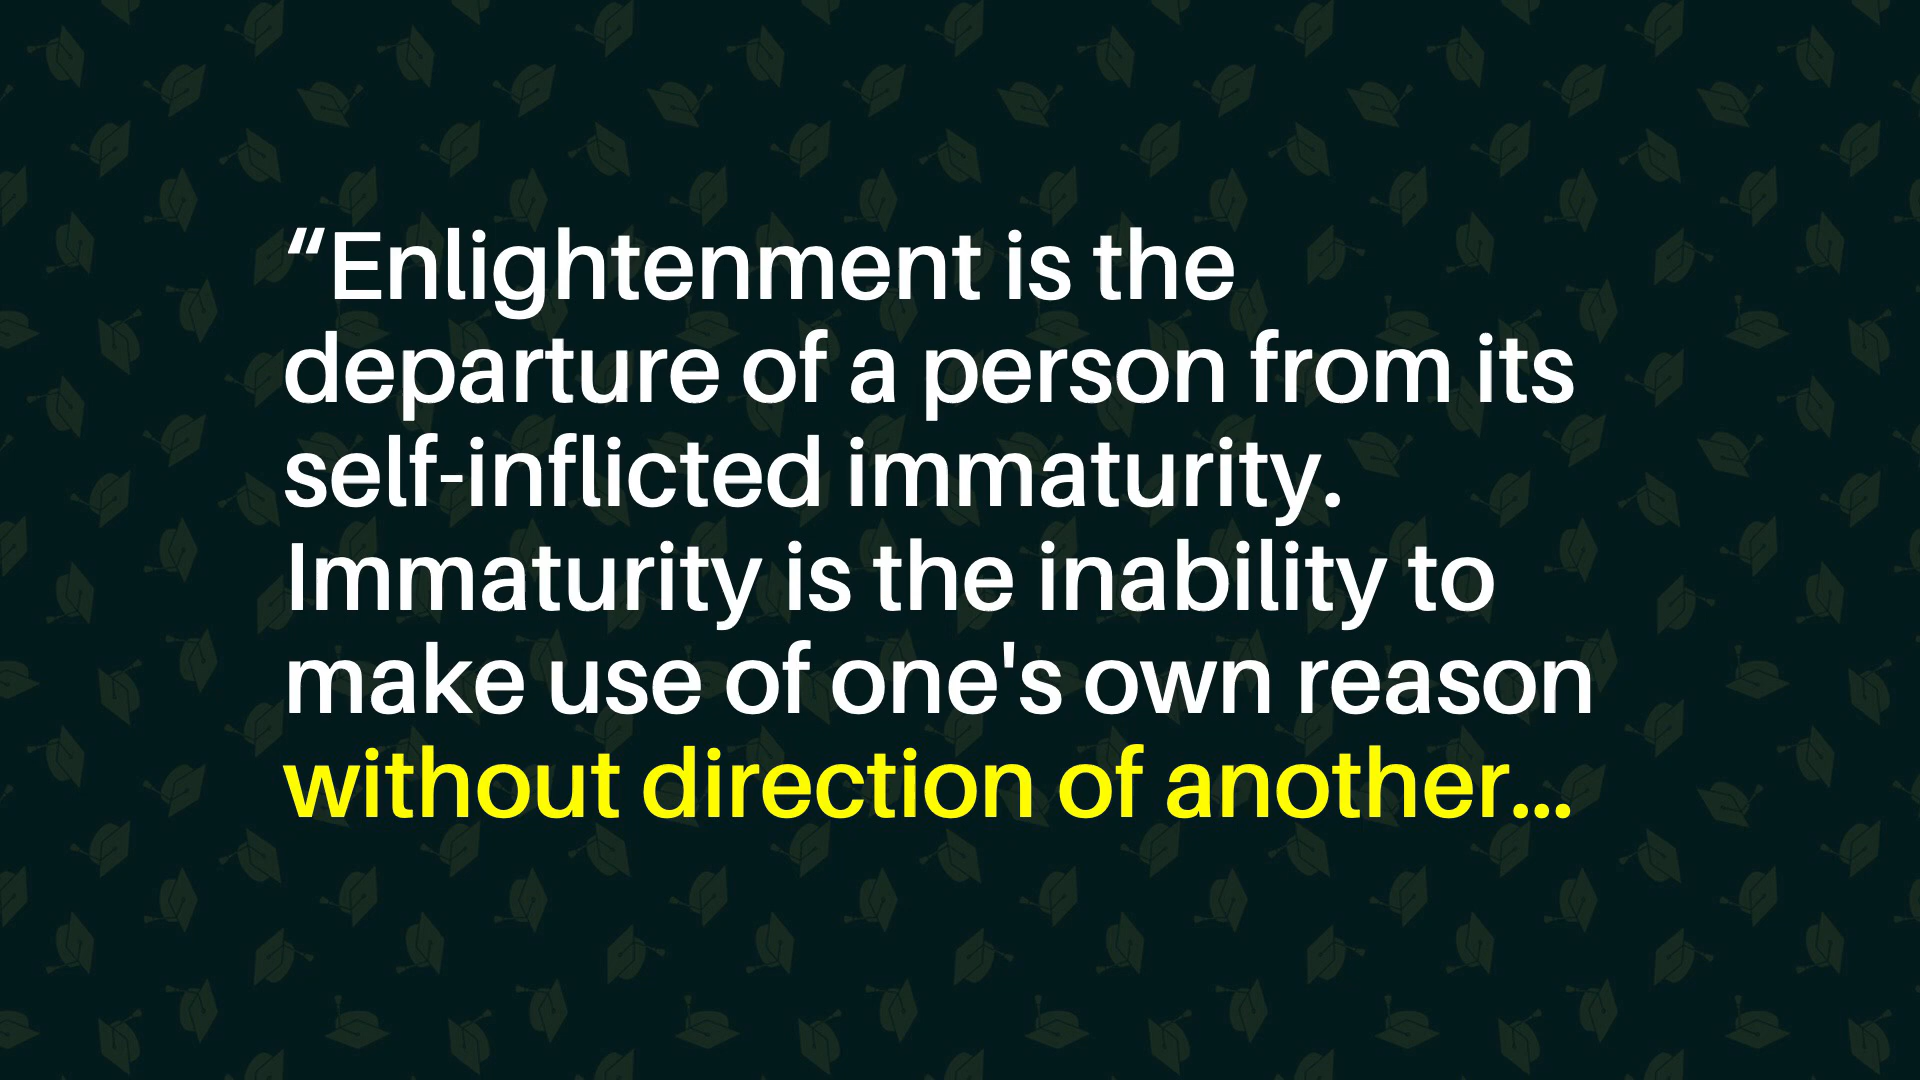 “Enlightenment is the
departure of a person from its
self-inflicted immaturity.
Immaturity is the inability to
make use of one's own reason
without direction of another...